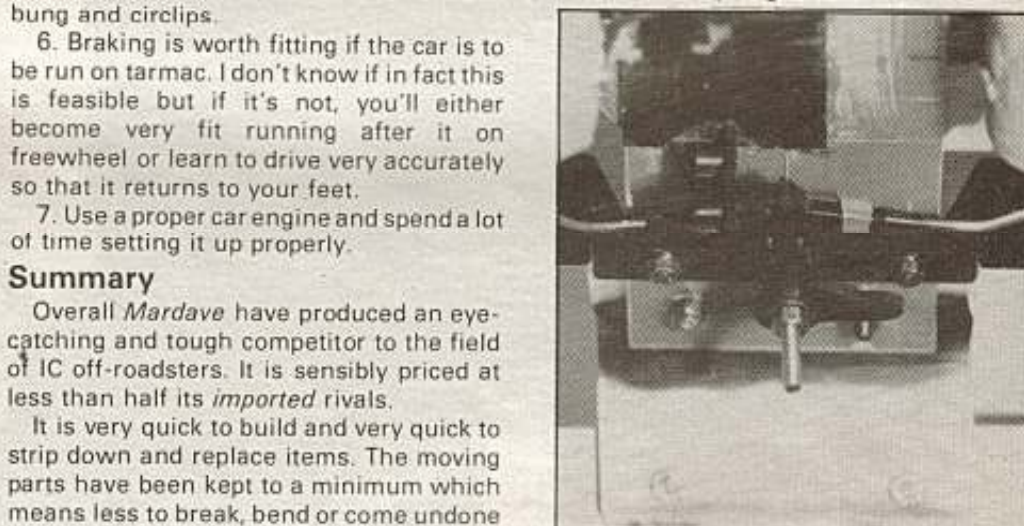 bung and circlips.
6. Braking is worth fitting if the car is to
be run on tarmac. I don't know if in fact this
is feasible but if it's not, you'll either
become very fit running after it on
freewheel or learn to drive very accurately
so that it returns to your feet.
7. Use a proper car engine and spend a lot
of time setting it up properly.
Summary
Overall Mardave have produced an eye-
catching and tough competitor to the field
of IC off-roadsters. It is sensibly priced at
less than half its imported rivals.
It is very quick to build and very quick to
strip down and replace items. The moving
parts have been kept to a minimum which
means less to break, bend or come undone